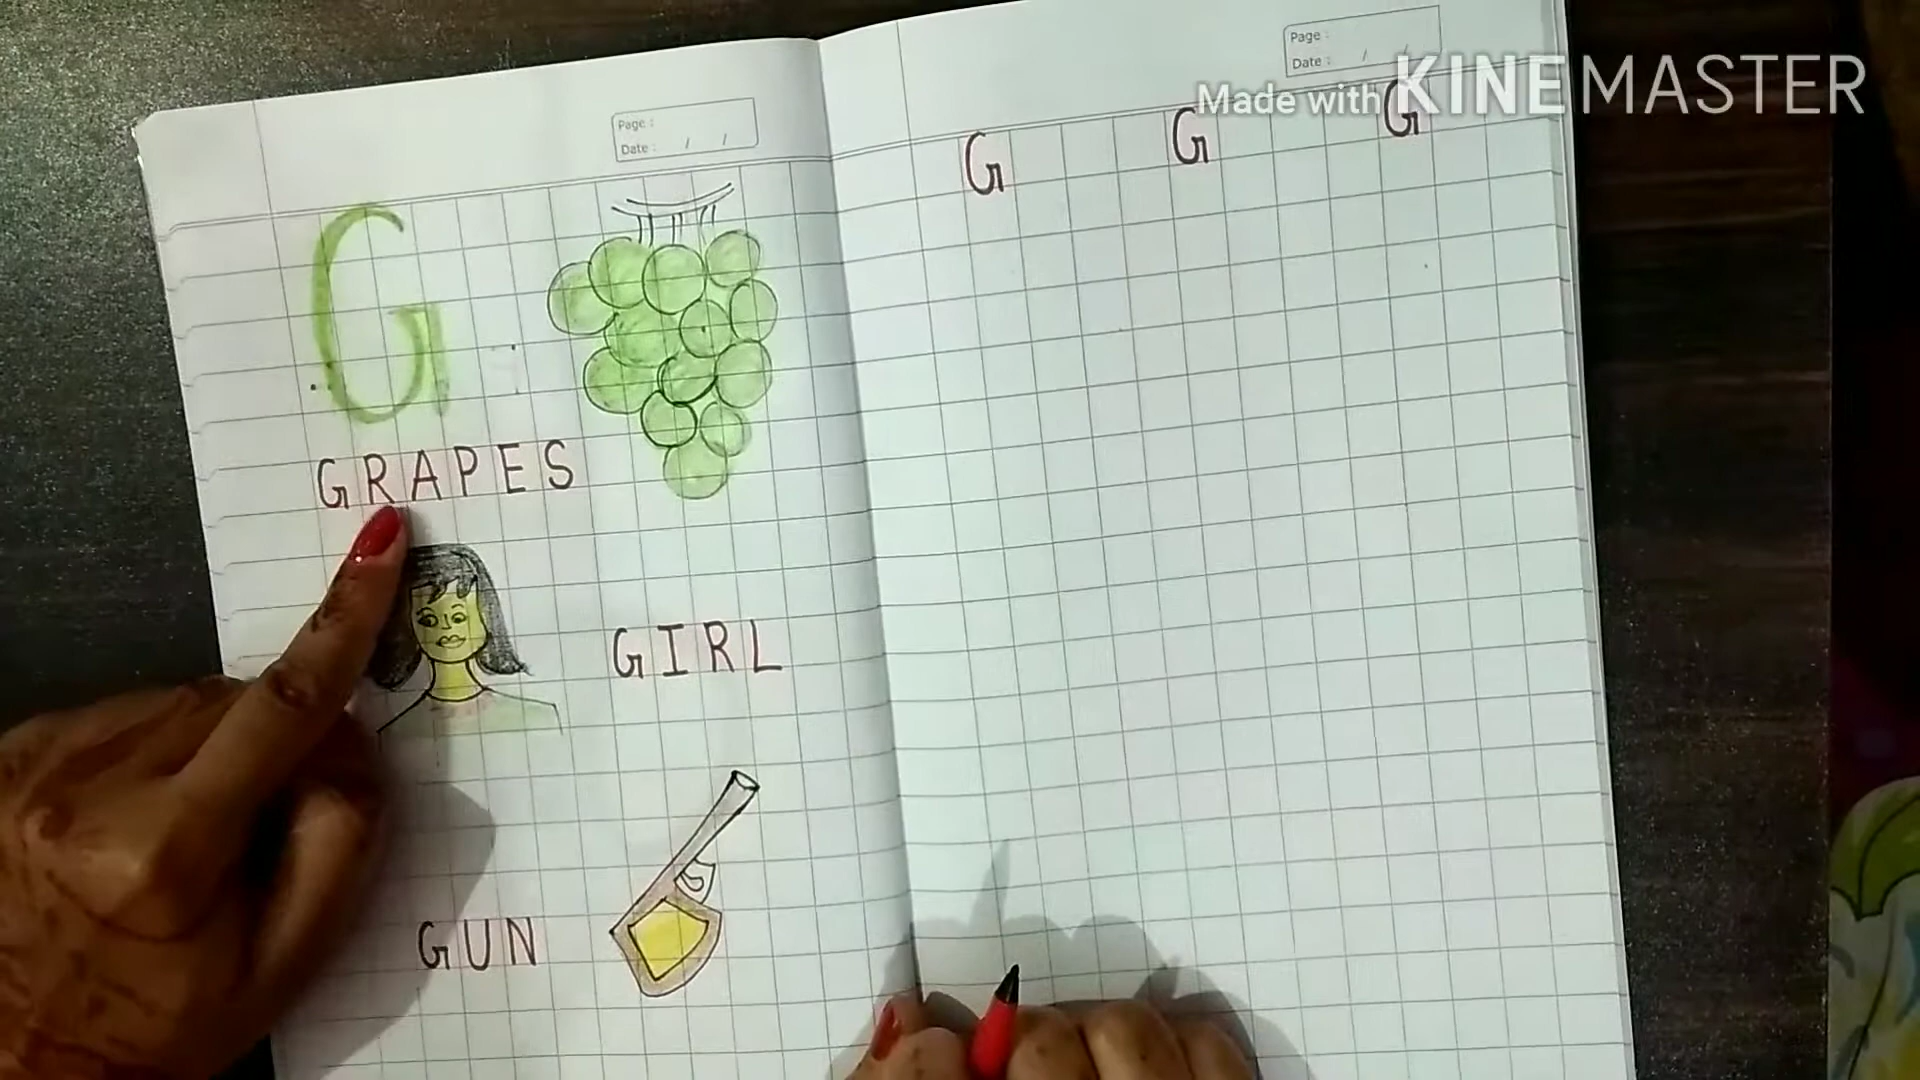 Page :
Date : / /
G
GRAPES
GIRL
GUN
Page :
Date : / /
Made with KINEMASTER
G G G